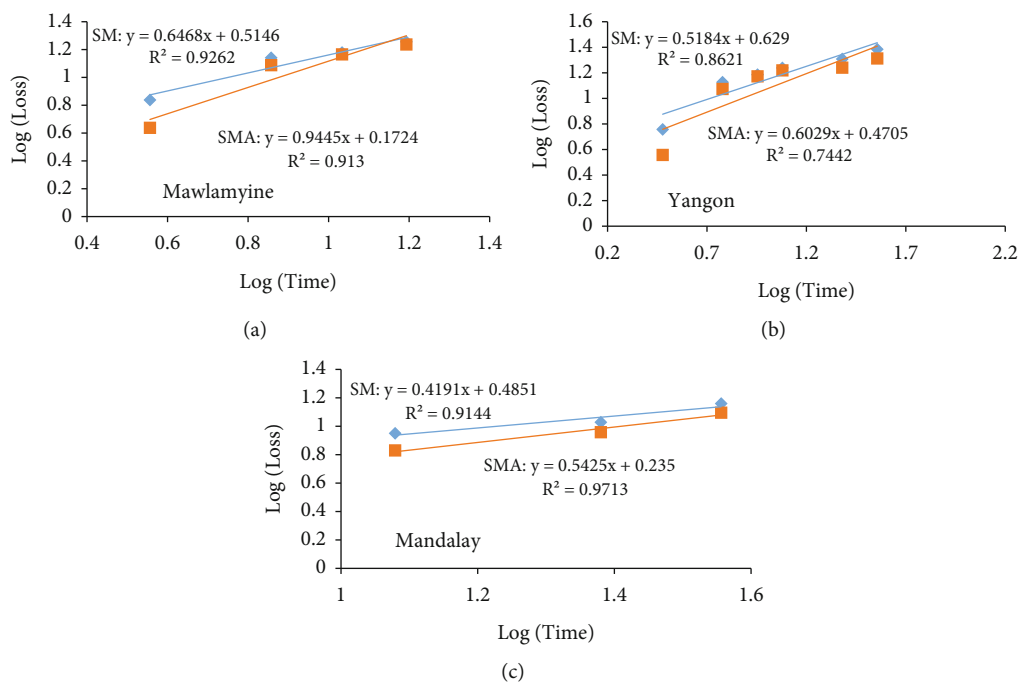 1.4
1.2
1
0.8
0.6
0.4
0.2
0
Log (Loss)
SM: y = 0.6468x + 0.5146
R² = 0.9262
SMA: y = 0.9445x + 0.1724
R² = 0.913
Mawlamyine
0.4 0.6 0.8 1 1.2 1.4
Log (Time)
(a)
1.6
1.4
1.2
1
0.8
0.6
0.4
0.2
0
Log (Loss)
SM: y = 0.5184x + 0.629
R² = 0.8621
SMA: y = 0.6029x + 0.4705
R² = 0.7442
Yangon
0.2 0.7 1.2 1.7 2.2
Log (Time)
(b)
1.4
1.2
1
0.8
0.6
0.4
0.2
0
Log (Loss)
SM: y = 0.4191x + 0.4851
R² = 0.9144
SMA: y = 0.5425x + 0.235
R² = 0.9713
Mandalay
1 1.2 1.4 1.6
Log (Time)
(c)